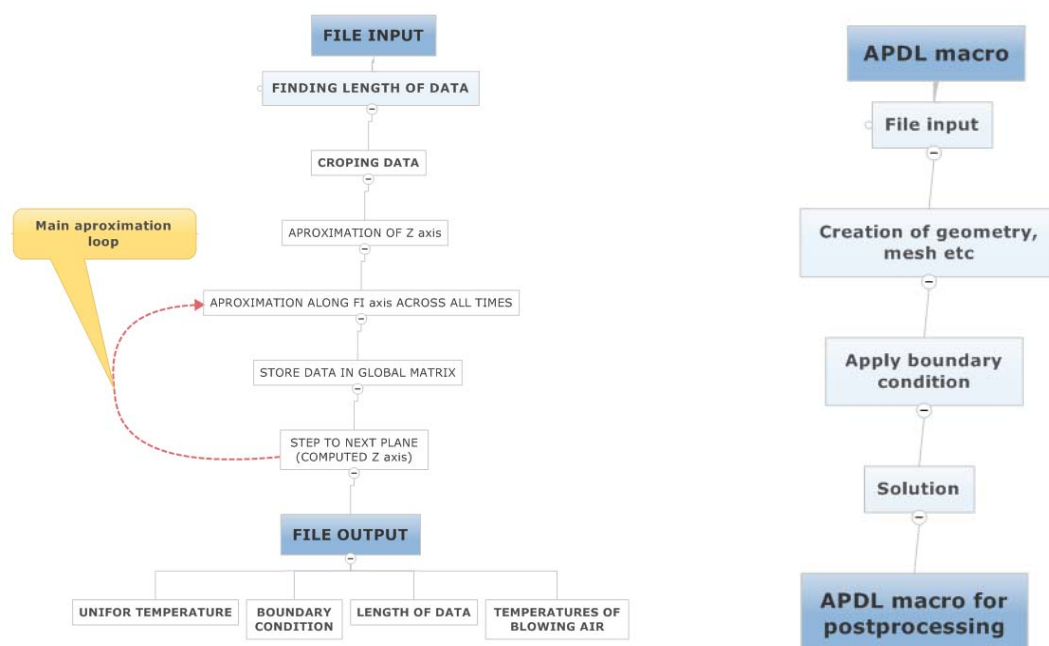 FILE INPUT
FINDING LENGTH OF DATA
CROPING DATA
Main aproximation
loop
APROXIMATION OF Z axis
APROXIMATION ALONG FI axis ACROSS ALL TIMES
STORE DATA IN GLOBAL MATRIX
STEP TO NEXT PLANE
(COMPUTED Z axis)
FILE OUTPUT
UNIFOR TEMPERATURE
BOUNDARY
CONDITION
LENGTH OF DATA
TEMPERATURES OF
BLOWING AIR
APDL macro
File input
Creation of geometry,
mesh etc
Apply boundary
condition
Solution
APDL macro for
postprocessing